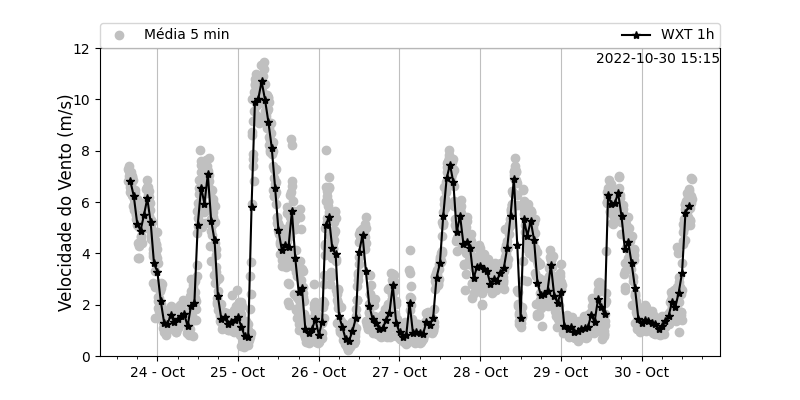 Média 5 min
WXT 1h
2022-10-30 15:15
Velocidade do Vento (m/s)
12
10
8
6
4
2
0
24 - Oct
25 - Oct
26 - Oct
27 - Oct
28 - Oct
29 - Oct
30 - Oct